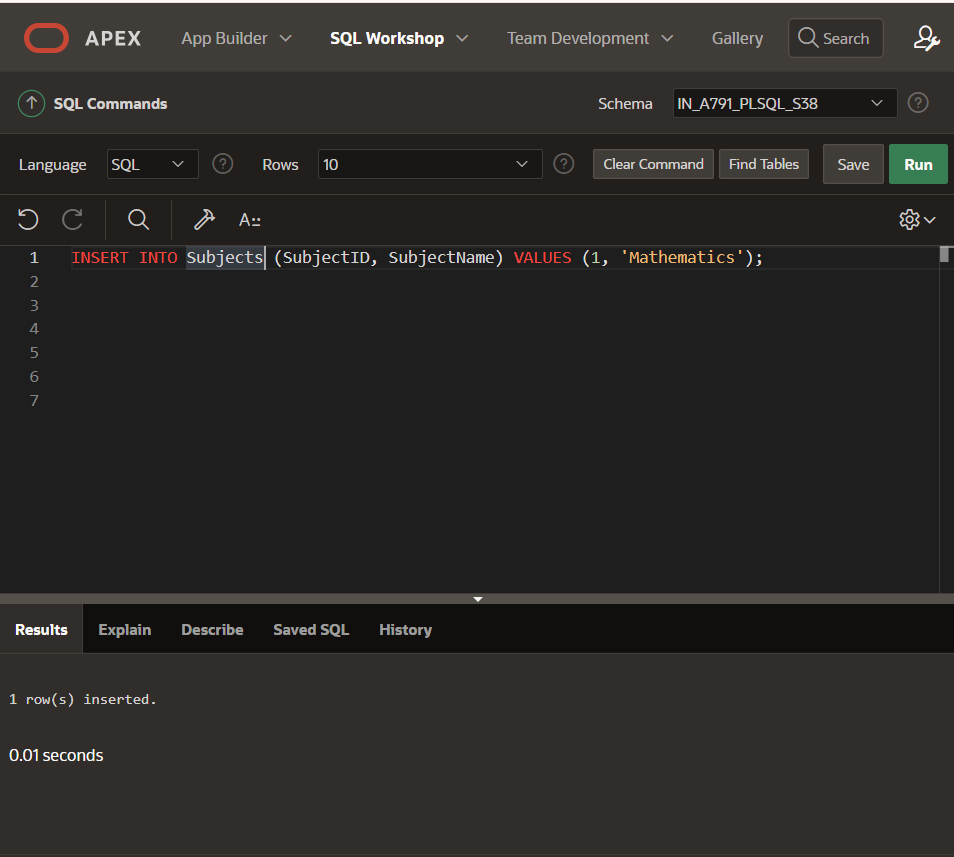 APEX App Builder SQL Workshop Team Development Gallery Search
SQL Commands Schema IN_A791_PLSQL_S38 ?
Language SQL ? Rows 10 ? Clear Command Find Tables Save Run
A::
1 INSERT INTO Subjects (SubjectID, SubjectName) VALUES (1, 'Mathematics');
2
3
4
5
6
7
Results Explain Describe Saved SQL History
1 row(s) inserted.
0.01 seconds